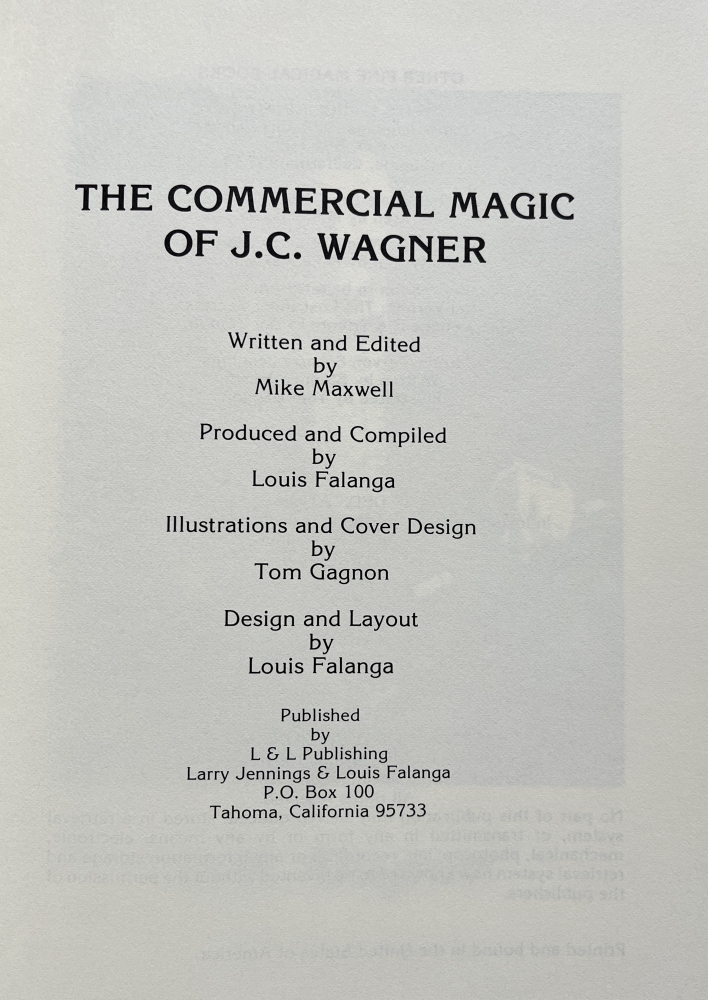 THE COMMERCIAL MAGIC
OF J.C. WAGNER
Written and Edited
by
Mike Maxwell
Produced and Compiled
by
Louis Falanga
Illustrations and Cover Design
by
Tom Gagnon
Design and Layout
by
Louis Falanga
Published
by
L & L Publishing
Larry Jennings & Louis Falanga
P.O. Box 100
Tahoma, California 95733